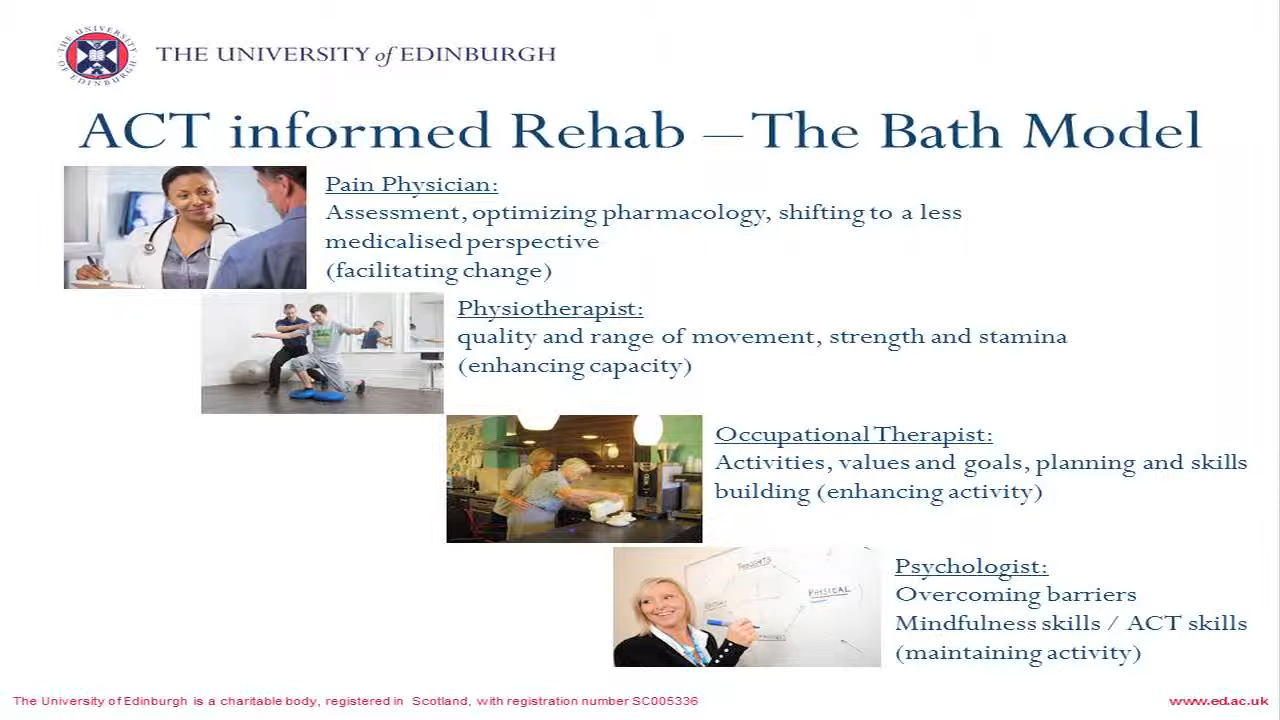 THE UNIVERSITY of EDINBURGH
ACT informed Rehab – The Bath Model
Pain Physician:
Assessment, optimizing pharmacology, shifting to a less
medicalised perspective
(facilitating change)
Physiotherapist:
quality and range of movement, strength and stamina
(enhancing capacity)
Occupational Therapist:
Activities, values and goals, planning and skills
building (enhancing activity)
THOUGHTS
PHYSICAL
Psychologist:
Overcoming barriers
Mindfulness skills / ACT skills
(maintaining activity)
The University of Edinburgh is a charitable body, registered in Scotland, with registration number SC005336
www.ed.ac.uk